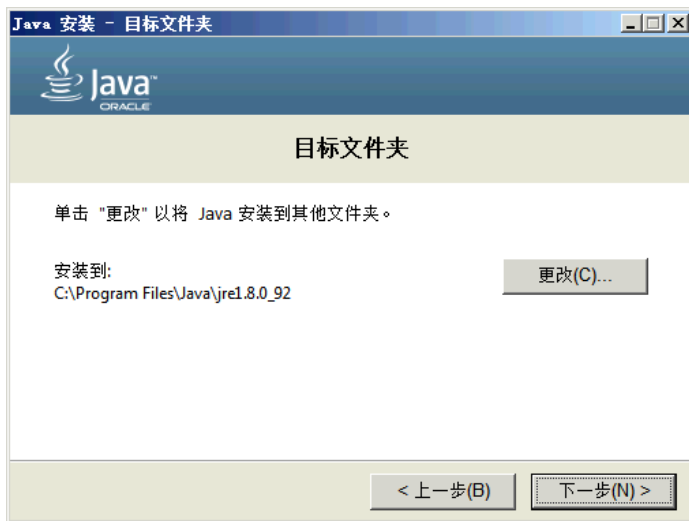 Java 安装 - 目标文件夹
Java™
ORACLE
目标文件夹
单击 "更改" 以将 Java 安装到其他文件夹。
安装到:
C:\Program Files\Java\jre1.8.0_92
更改(C)...
< 上一步(B)
下一步(N) >